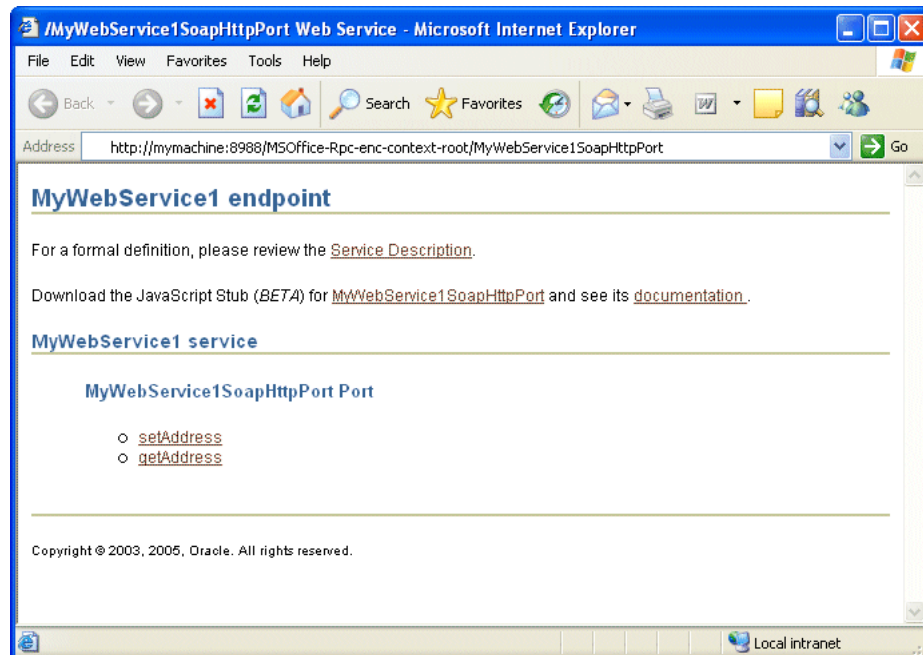 /MyWebService1SoapHttpPort Web Service - Microsoft Internet Explorer
File Edit View Favorites Tools Help
Back Search Favorites W
Address http://mymachine:8988/MSOffice-Rpc-enc-context-root/MyWebService1SoapHttpPort Go
MyWebService1 endpoint
For a formal definition, please review the Service Description.
Download the JavaScript Stub (BETA) for MyWebService1SoapHttpPort and see its documentation .
MyWebService1 service
MyWebService1SoapHttpPort Port
setAddress
getAddress
Copyright © 2003, 2005, Oracle. All rights reserved.
Local intranet